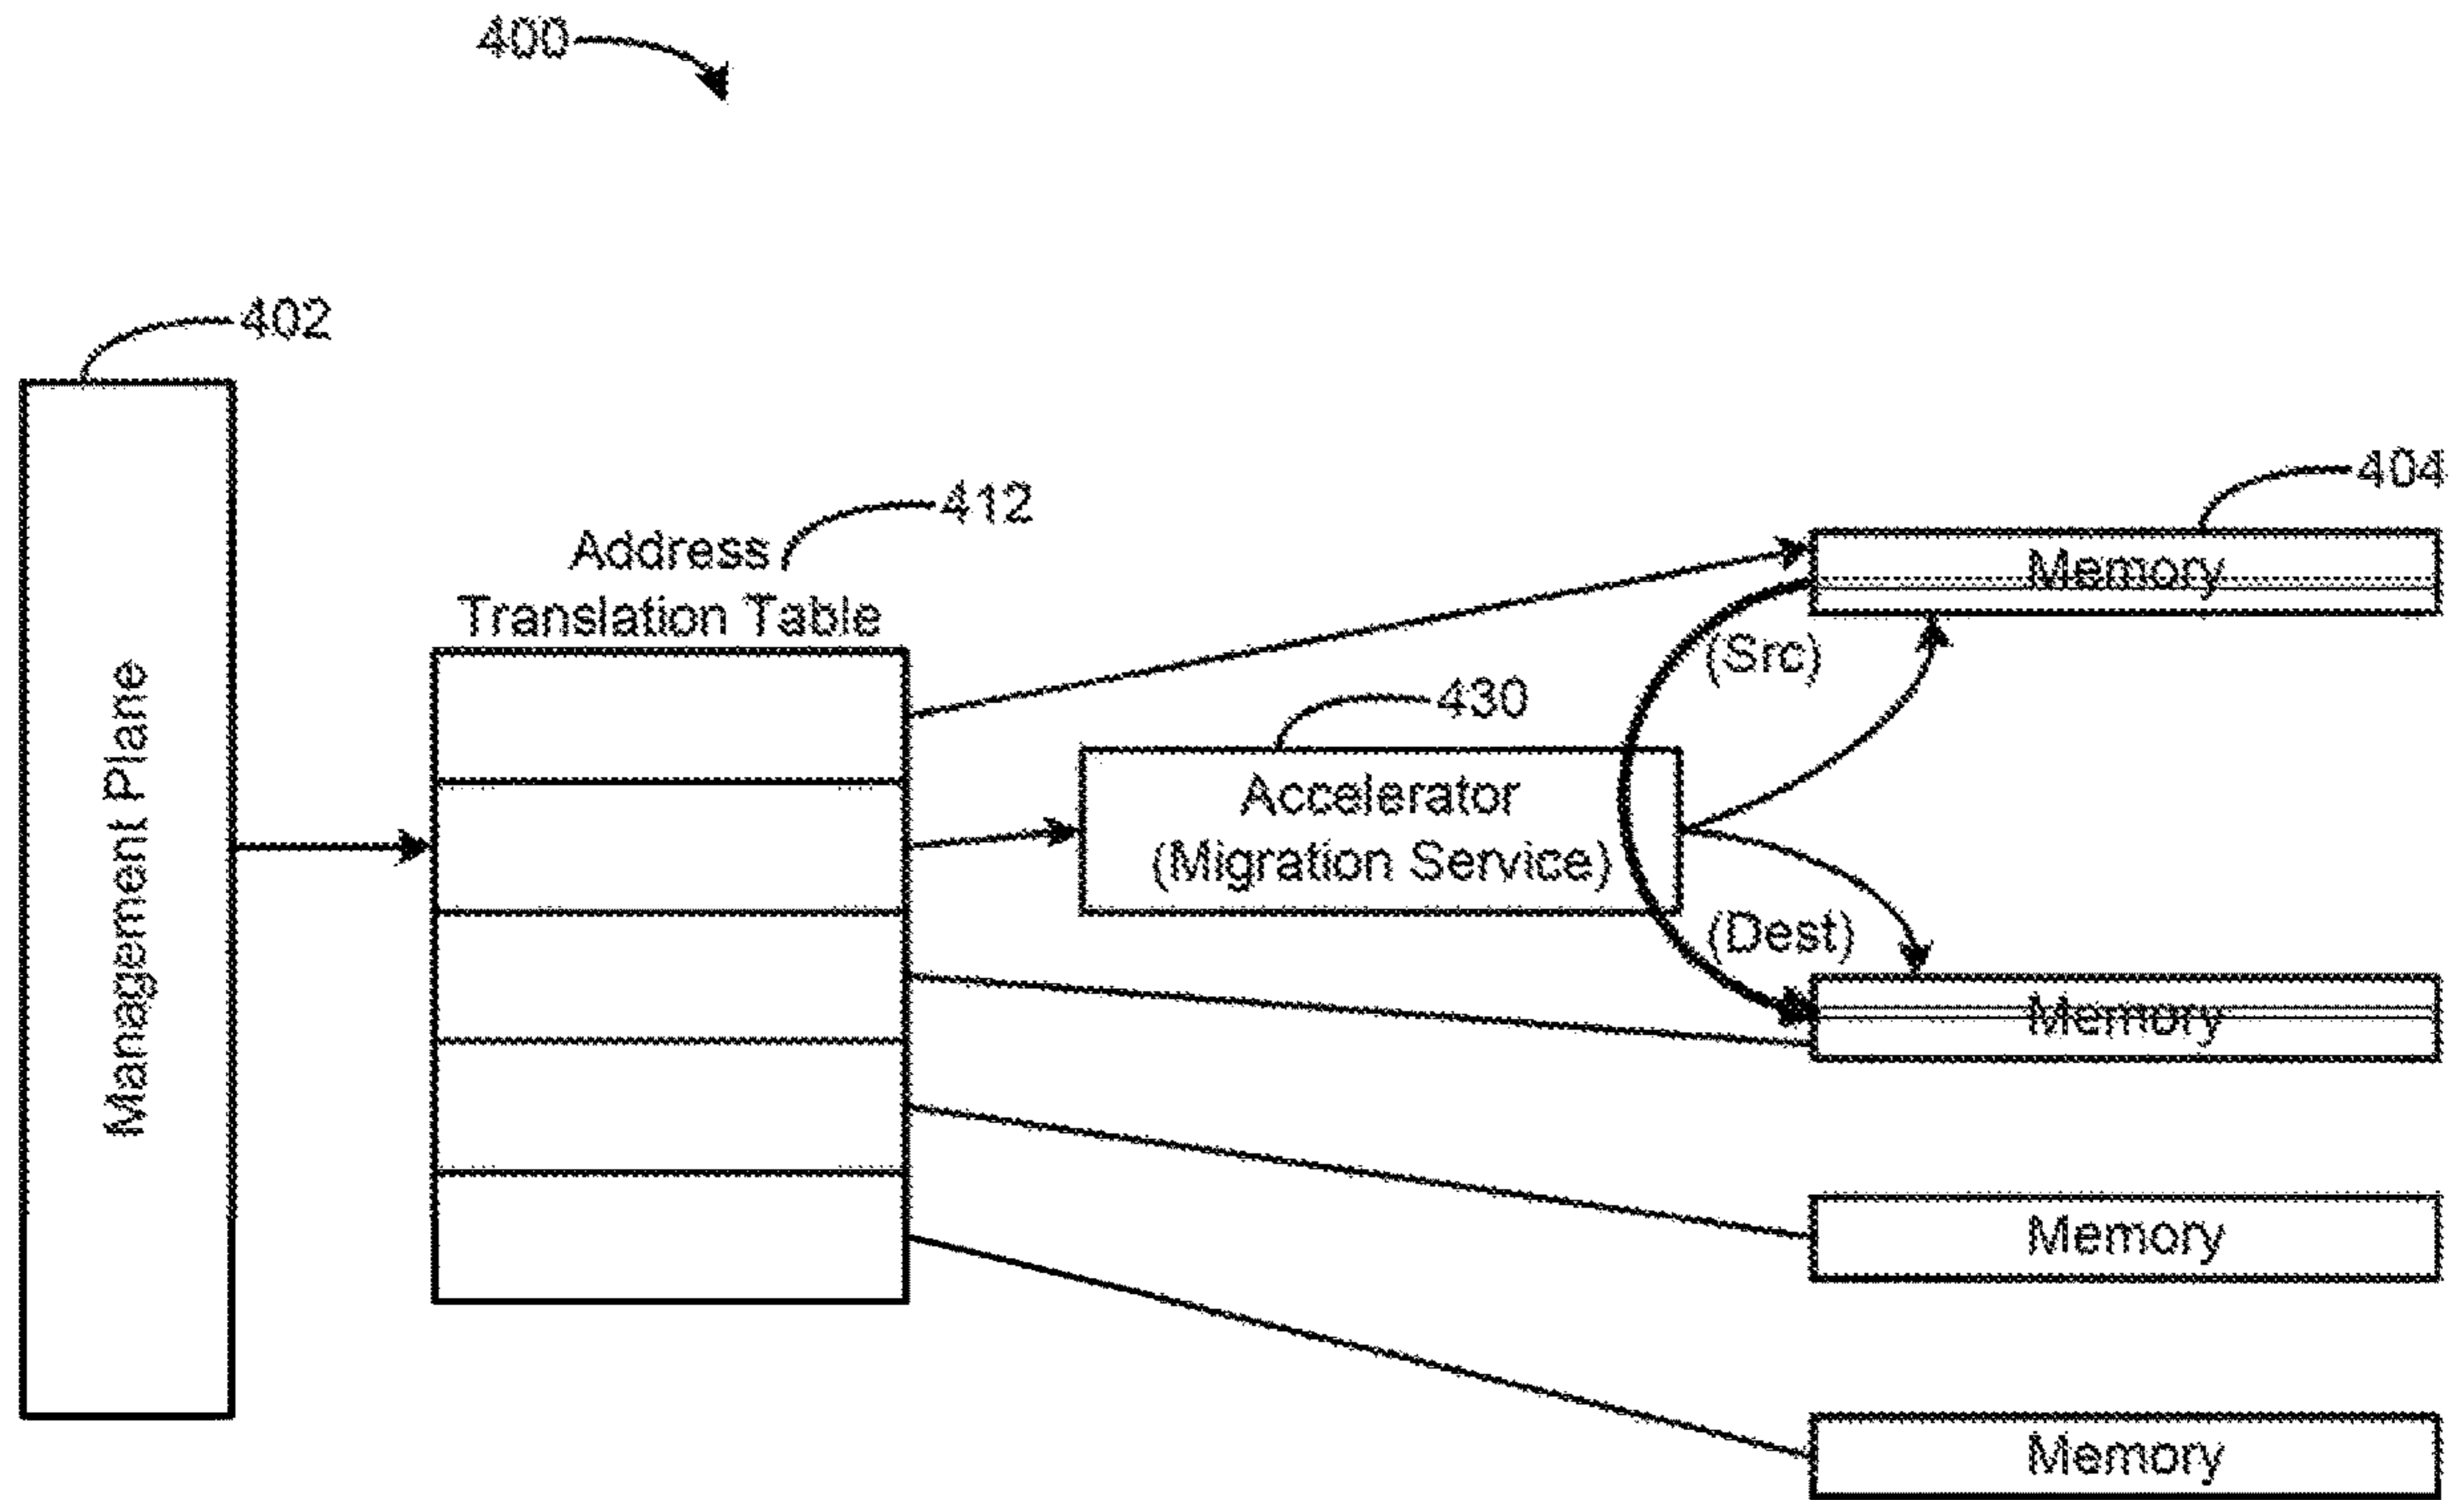 400
402
404
412
Address
Translation Table
Memory
(Src)
430
Management Plane
Accelerator
(Migration Service)
(Dest)
Memory
Memory
Memory